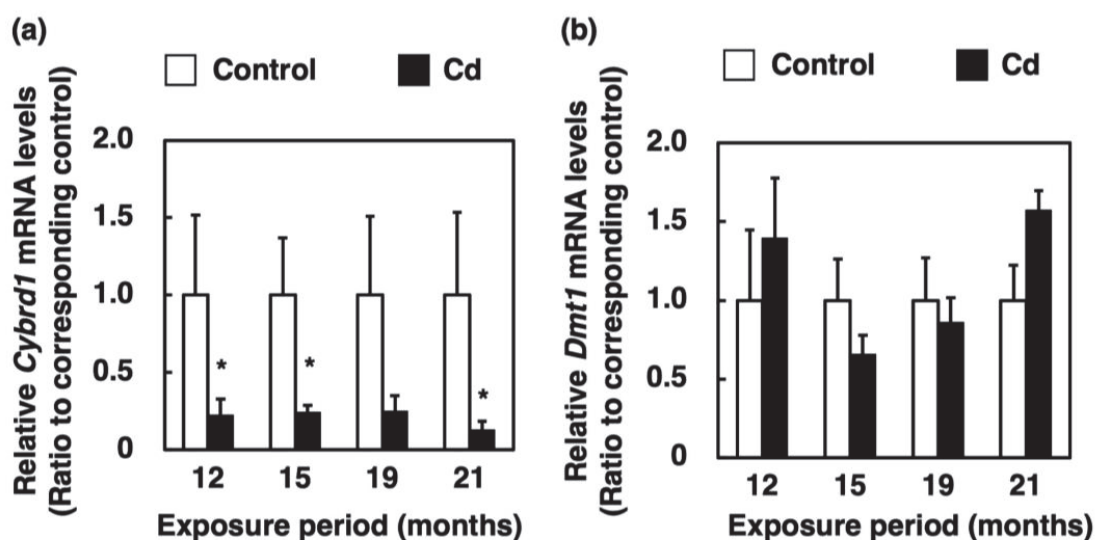 (a)
Control Cd
Relative Cybrd1 mRNA levels
(Ratio to corresponding control)
2.0
1.5
1.0
0.5
0
* * *
12 15 19 21
Exposure period (months)
(b)
Control Cd
Relative Dmt1 mRNA levels
(Ratio to corresponding control)
2.0
1.5
1.0
0.5
0
12 15 19 21
Exposure period (months)